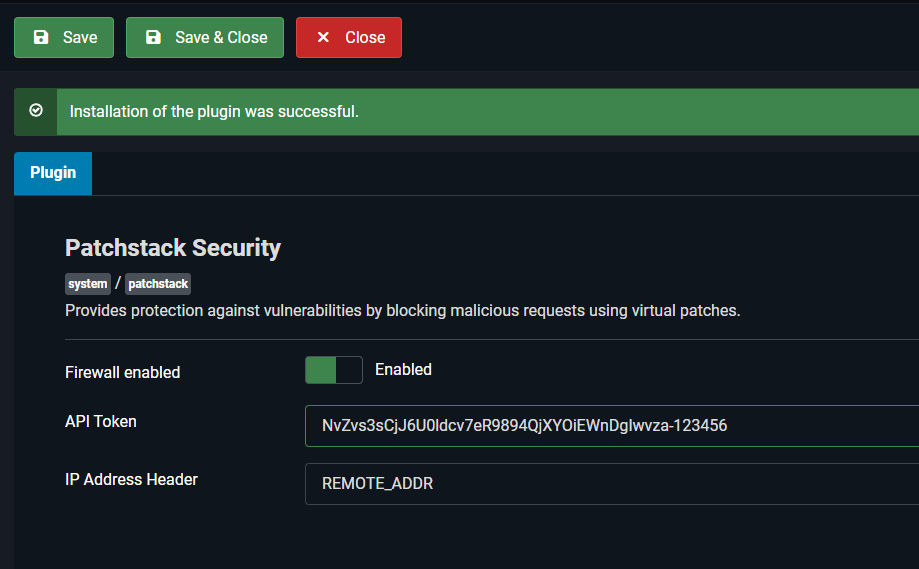 Save
Save & Close
Close
Installation of the plugin was successful.
Plugin
Patchstack Security
system / patchstack
Provides protection against vulnerabilities by blocking malicious requests using virtual patches.
Firewall enabled Enabled
API Token NvZvs3sCjJ6U0ldcv7eR9894QjXYOiEWnDglwvza-123456
IP Address Header REMOTE_ADDR